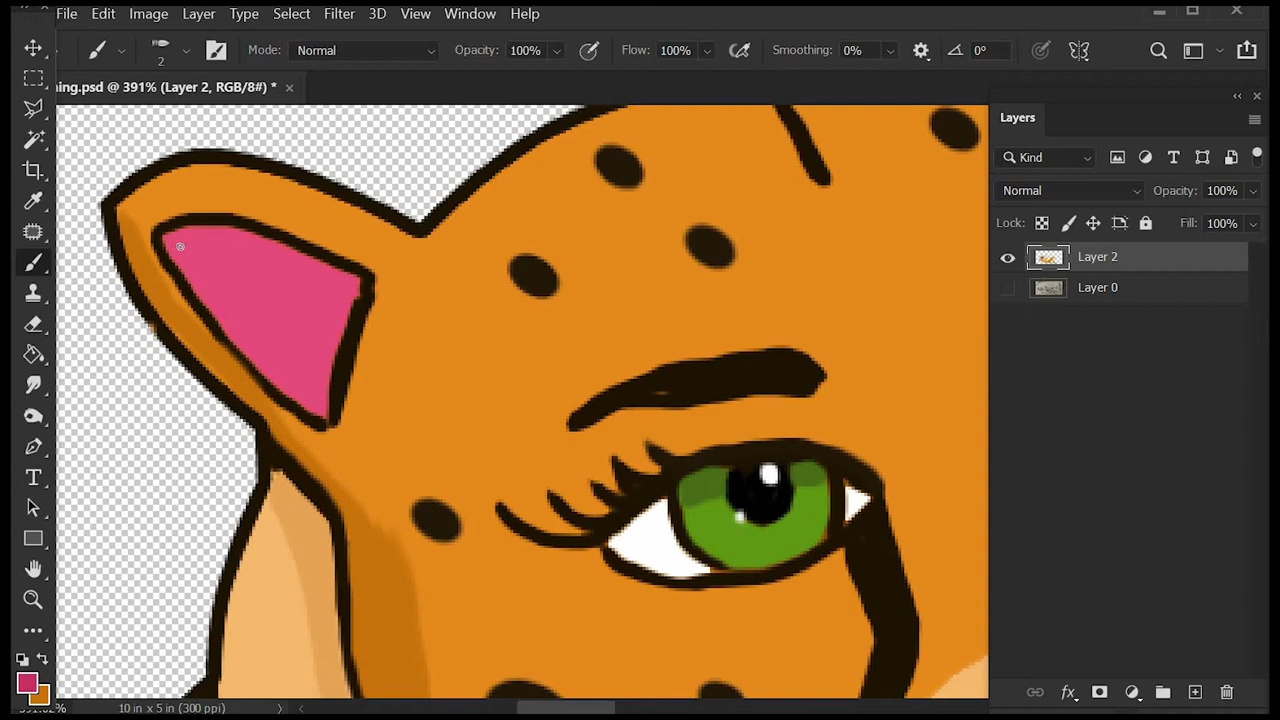 File Edit Image Layer Type Select Filter 3D View Window Help
2 Mode: Normal Opacity: 100% Flow: 100% Smoothing: 0% 0°
ing.psd @ 391% (Layer 2, RGB/8#) *
Layers
Kind
Normal Opacity: 100%
Lock: Fill: 100%
Layer 2
Layer 0
10 in x 5 in (300 ppi)